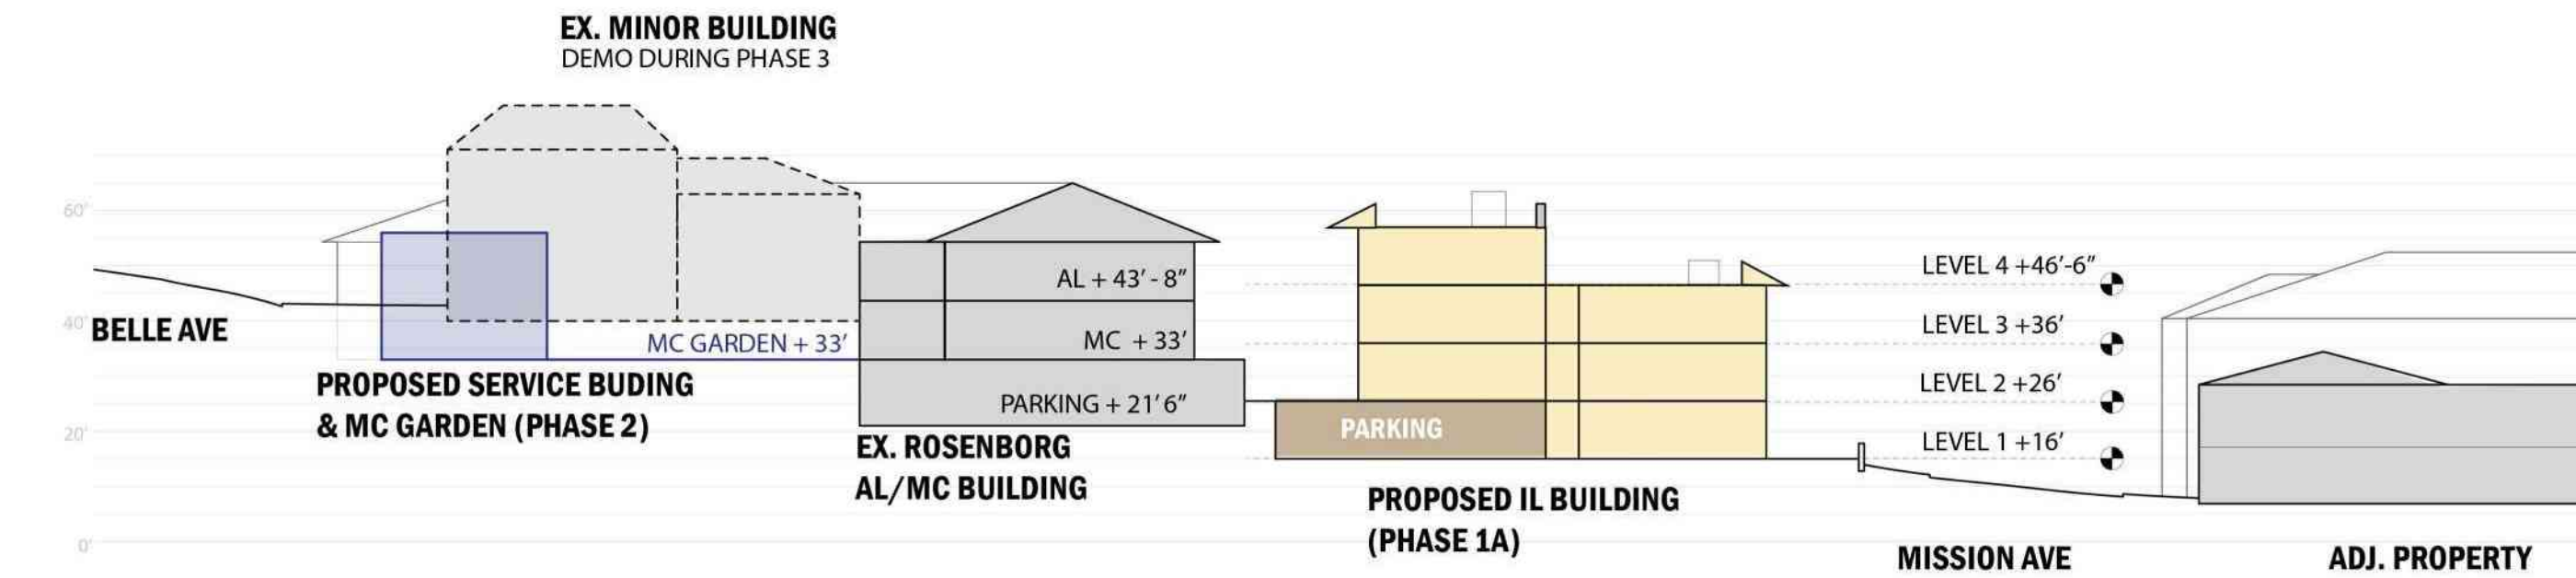 EX. MINOR BUILDING
DEMO DURING PHASE 3
60'
40'
20'
0'
BELLE AVE
MC GARDEN + 33'
PROPOSED SERVICE BUDING
& MC GARDEN (PHASE 2)
AL + 43' - 8"
MC + 33'
PARKING + 21' 6"
EX. ROSENBORG
AL/MC BUILDING
PARKING
PROPOSED IL BUILDING
(PHASE 1A)
LEVEL 4 +46'-6"
LEVEL 3 +36'
LEVEL 2 +26'
LEVEL 1 +16'
MISSION AVE
ADJ. PROPERTY